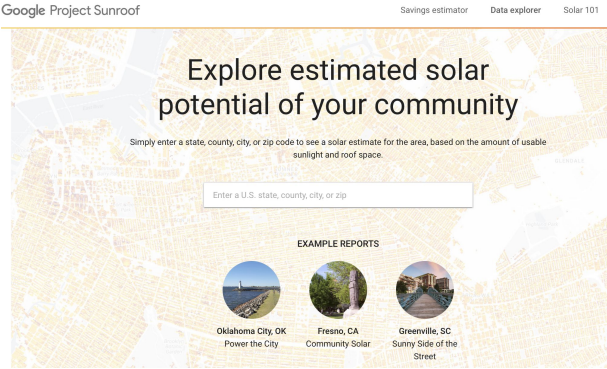 Google Project Sunroof
Savings estimator Data explorer Solar 101
Explore estimated solar
potential of your community
Simply enter a state, county, city, or zip code to see a solar estimate for the area, based on the amount of usable
sunlight and roof space.
Enter a U.S. state, county, city, or zip
EXAMPLE REPORTS
Oklahoma City, OK
Power the City
Fresno, CA
Community Solar
Greenville, SC
Sunny Side of the
Street